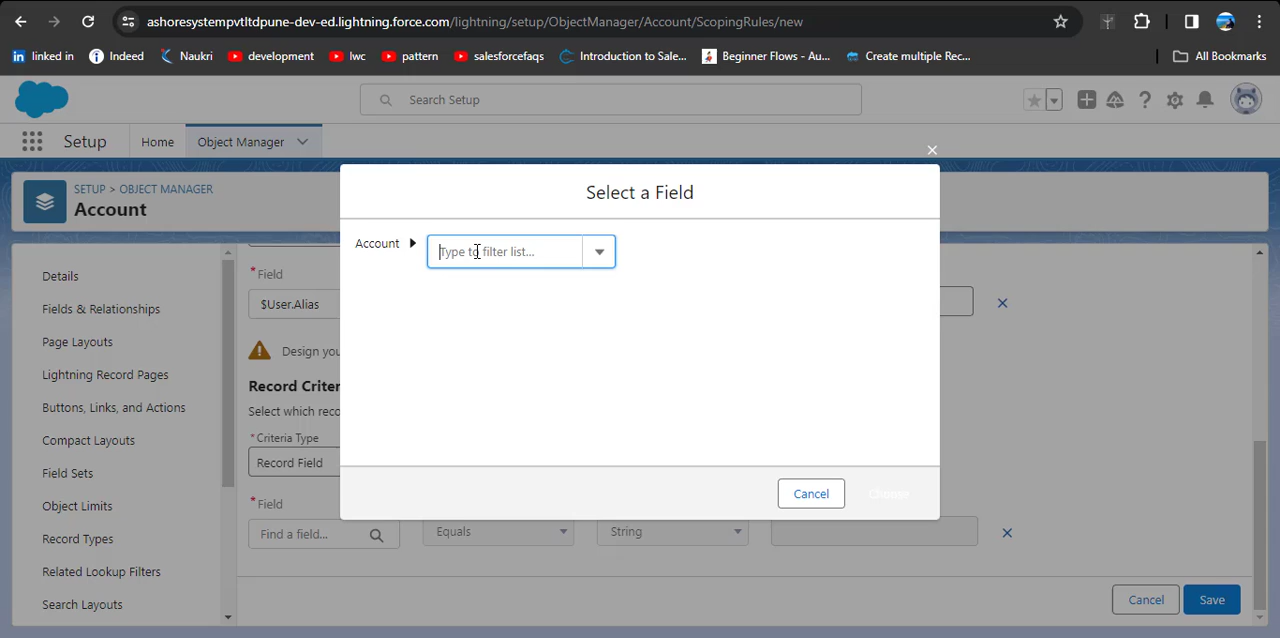 ashoresystempvtltdpune-dev-ed.lightning.force.com/lightning/setup/ObjectManager/Account/ScopingRules/new
linked in
Indeed
Naukri
development
lwc
pattern
salesforcefaqs
Introduction to Sale...
Beginner Flows - Au...
Create multiple Rec...
All Bookmarks
Search Setup
Setup
Home
Object Manager
SETUP > OBJECT MANAGER
Account
Details
Fields & Relationships
Page Layouts
Lightning Record Pages
Buttons, Links, and Actions
Compact Layouts
Field Sets
Object Limits
Record Types
Related Lookup Filters
Search Layouts
*Field
$User.Alias
Design you
Record Criter
Select which reco
*Criteria Type
Record Field
*Field
Find a field...
Equals
String
Cancel
Save
Select a Field
Account
Type to filter list...
Cancel
Choose